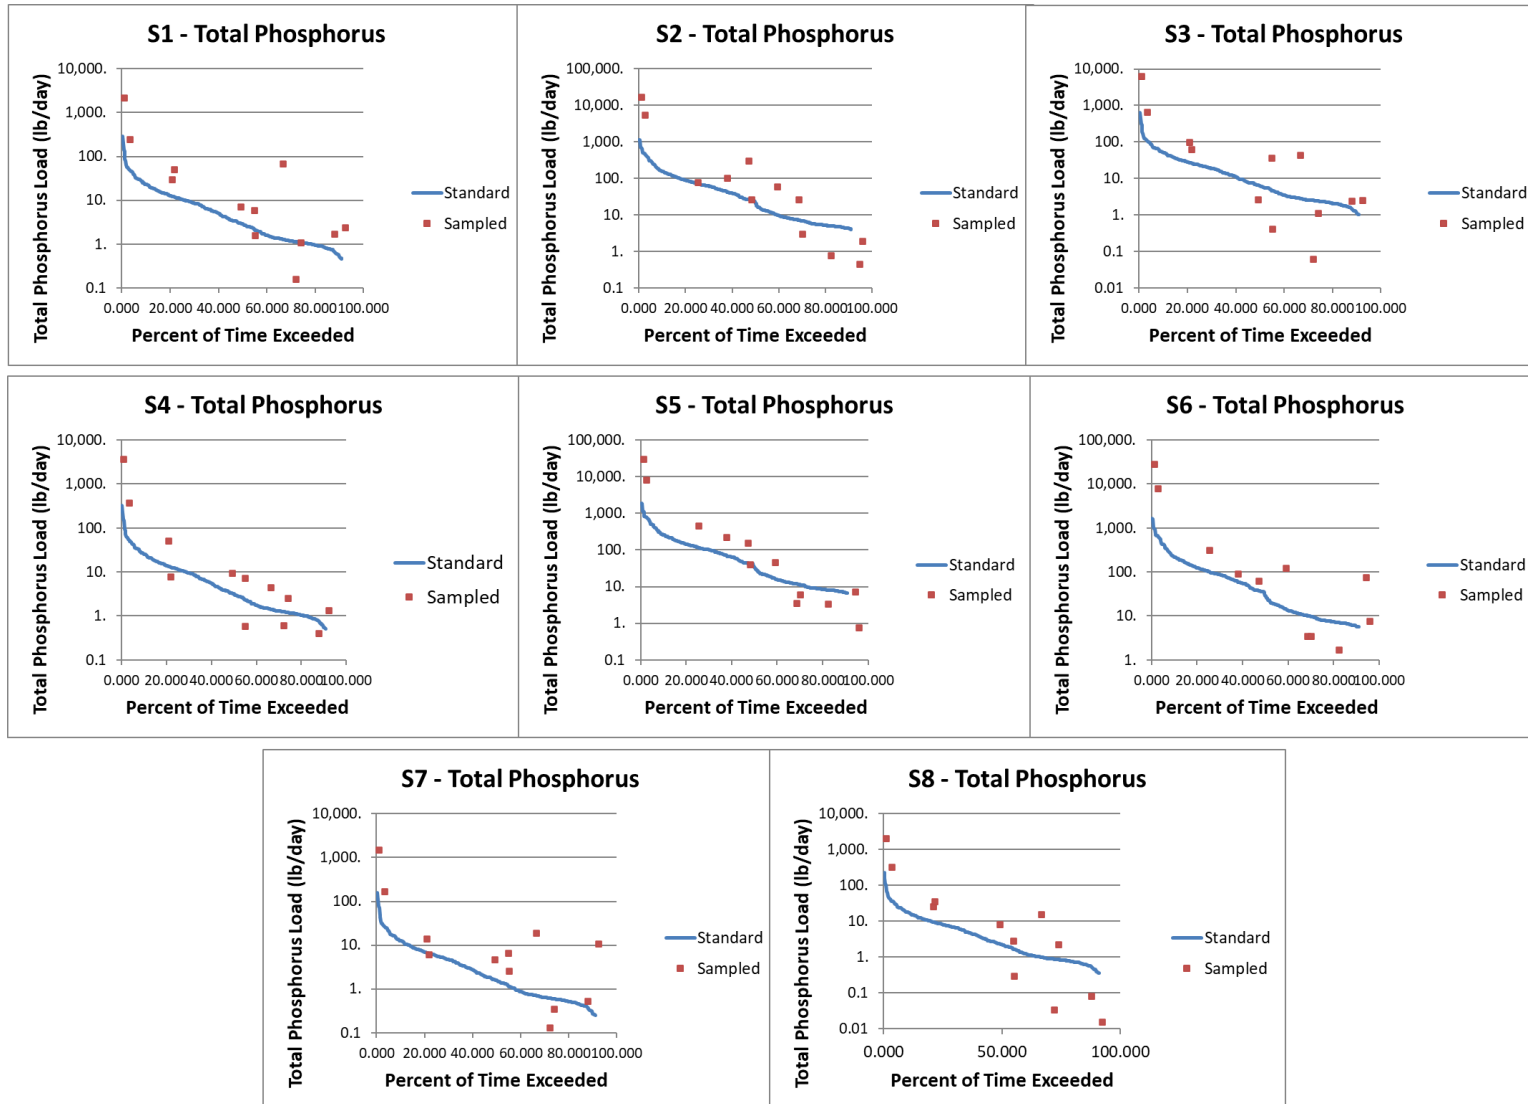 S1 - Total Phosphorus
Total Phosphorus Load (lb/day)
10,000.
1,000.
100.
10.
1.
0.1
0.000 20.000 40.000 60.000 80.000 100.000
Percent of Time Exceeded
Standard
Sampled
S2 - Total Phosphorus
Total Phosphorus Load (lb/day)
100,000.
10,000.
1,000.
100.
10.
1.
0.1
0.000 20.000 40.000 60.000 80.000 100.000
Percent of Time Exceeded
Standard
Sampled
S3 - Total Phosphorus
Total Phosphorus Load (lb/day)
10,000.
1,000.
100.
10.
1.
0.1
0.01
0.000 20.000 40.000 60.000 80.000 100.000
Percent of Time Exceeded
Standard
Sampled
S4 - Total Phosphorus
Total Phosphorus Load (lb/day)
10,000.
1,000.
100.
10.
1.
0.1
0.000 20.000 40.000 60.000 80.000 100.000
Percent of Time Exceeded
Standard
Sampled
S5 - Total Phosphorus
Total Phosphorus Load (lb/day)
100,000.
10,000.
1,000.
100.
10.
1.
0.1
0.000 20.000 40.000 60.000 80.000 100.000
Percent of Time Exceeded
Standard
Sampled
S6 - Total Phosphorus
Total Phosphorus Load (lb/day)
100,000.
10,000.
1,000.
100.
10.
1.
0.000 20.000 40.000 60.000 80.000 100.000
Percent of Time Exceeded
Standard
Sampled
S7 - Total Phosphorus
Total Phosphorus Load (lb/day)
10,000.
1,000.
100.
10.
1.
0.1
0.000 20.000 40.000 60.000 80.000 100.000
Percent of Time Exceeded
Standard
Sampled
S8 - Total Phosphorus
Total Phosphorus Load (lb/day)
10,000.
1,000.
100.
10.
1.
0.1
0.01
0.000 50.000 100.000
Percent of Time Exceeded
Standard
Sampled